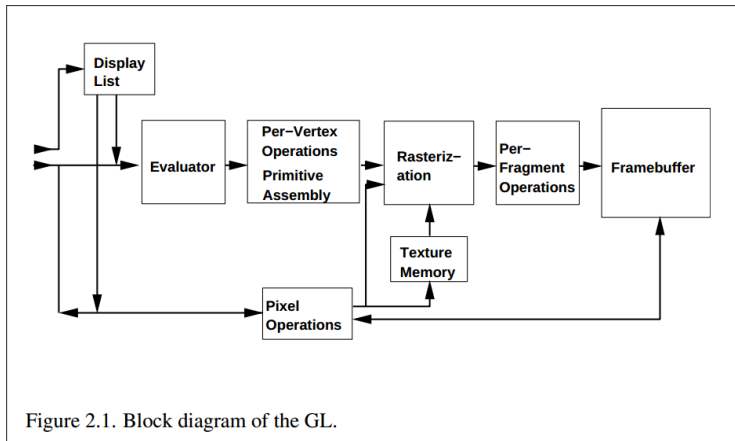 Display
List
Evaluator
Per−Vertex
Operations
Primitive
Assembly
Rasteriz−
ation
Per−
Fragment
Operations
Framebuffer
Texture
Memory
Pixel
Operations
Figure 2.1. Block diagram of the GL.